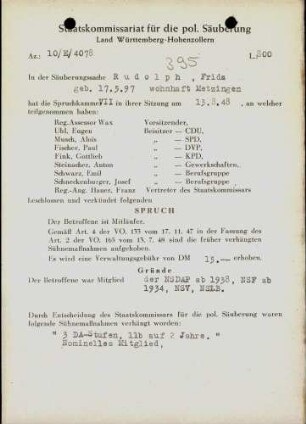 Staatskommissariat für die pol. Säuberung
Land Württemberg-Hohenzollern
Az.: 10/M/4078
L.800
395
In der Säuberungssache Rudolph, Frida
geb. 17.3.97 wohnhaft Metzingen
hat die Spruchkammer VII in ihrer Sitzung am 13.8.48, an welcher
teilgenommen haben:
Reg.Assessor Wax Vorsitzender,
Uhl, Eugen Beisitzer — CDU,
Munch, Alois „ — SPD,
Fischer, Paul „ — DVP,
Fink, Gottlieb „ — KPD,
Steinacher, Anton „ — Gewerkschaften,
Schwarz, Emil „ — Berufsgruppe
Schneckenburger, Josef „ — Berufsgruppe
Reg.-Ang. Hauer, Franz Vertreter des Staatskommissars
beschlossen und verkündet folgenden
SPRUCH
Der Betroffene ist Mitläufer.
Gemäß Art. 4 der VO. 133 vom 17. 11. 47 in der Fassung des
Art. 2 der VO. 165 vom 13. 7. 48 sind die früher verhängten
Sühnemaßnahmen aufgehoben.
Es wird eine Verwaltungsgebühr von DM 15.— erhoben.
Gründe
Der Betroffene war Mitglied der NSDAP ab 1938, NSF ab
1934, NSV, NSLB.
Durch Entscheidung des Staatskommissars für die pol. Säuberung waren
folgende Sühnemaßnahmen verhängt worden:
" 3 DA-Stufen, 11b auf 2 Jahre. "
Nominelles Mitglied,